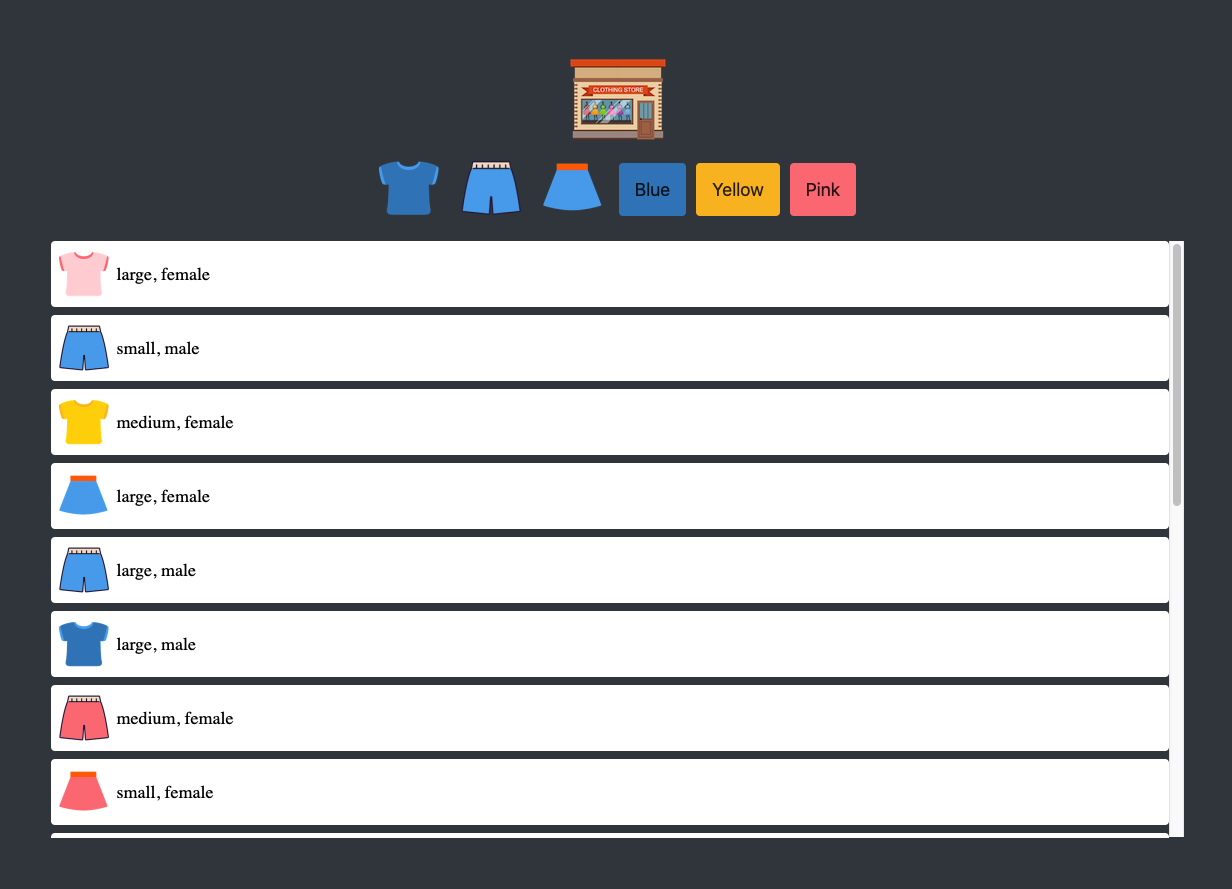 CLOTHING STORE
Blue
Yellow
Pink
large, female
small, male
medium, female
large, female
large, male
large, male
medium, female
small, female